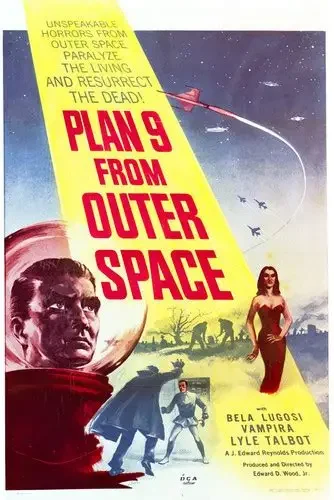 UNSPEAKABLE
HORRORS FROM
OUTER SPACE
PARALYZE
THE LIVING
AND RESURRECT
THE DEAD!
PLAN 9
FROM
OUTER
SPACE
with
BELA LUGOSI
VAMPIRA
LYLE TALBOT
A J. Edward Reynolds Production
Produced and Directed by
Edward D. Wood, Jr.
DCA